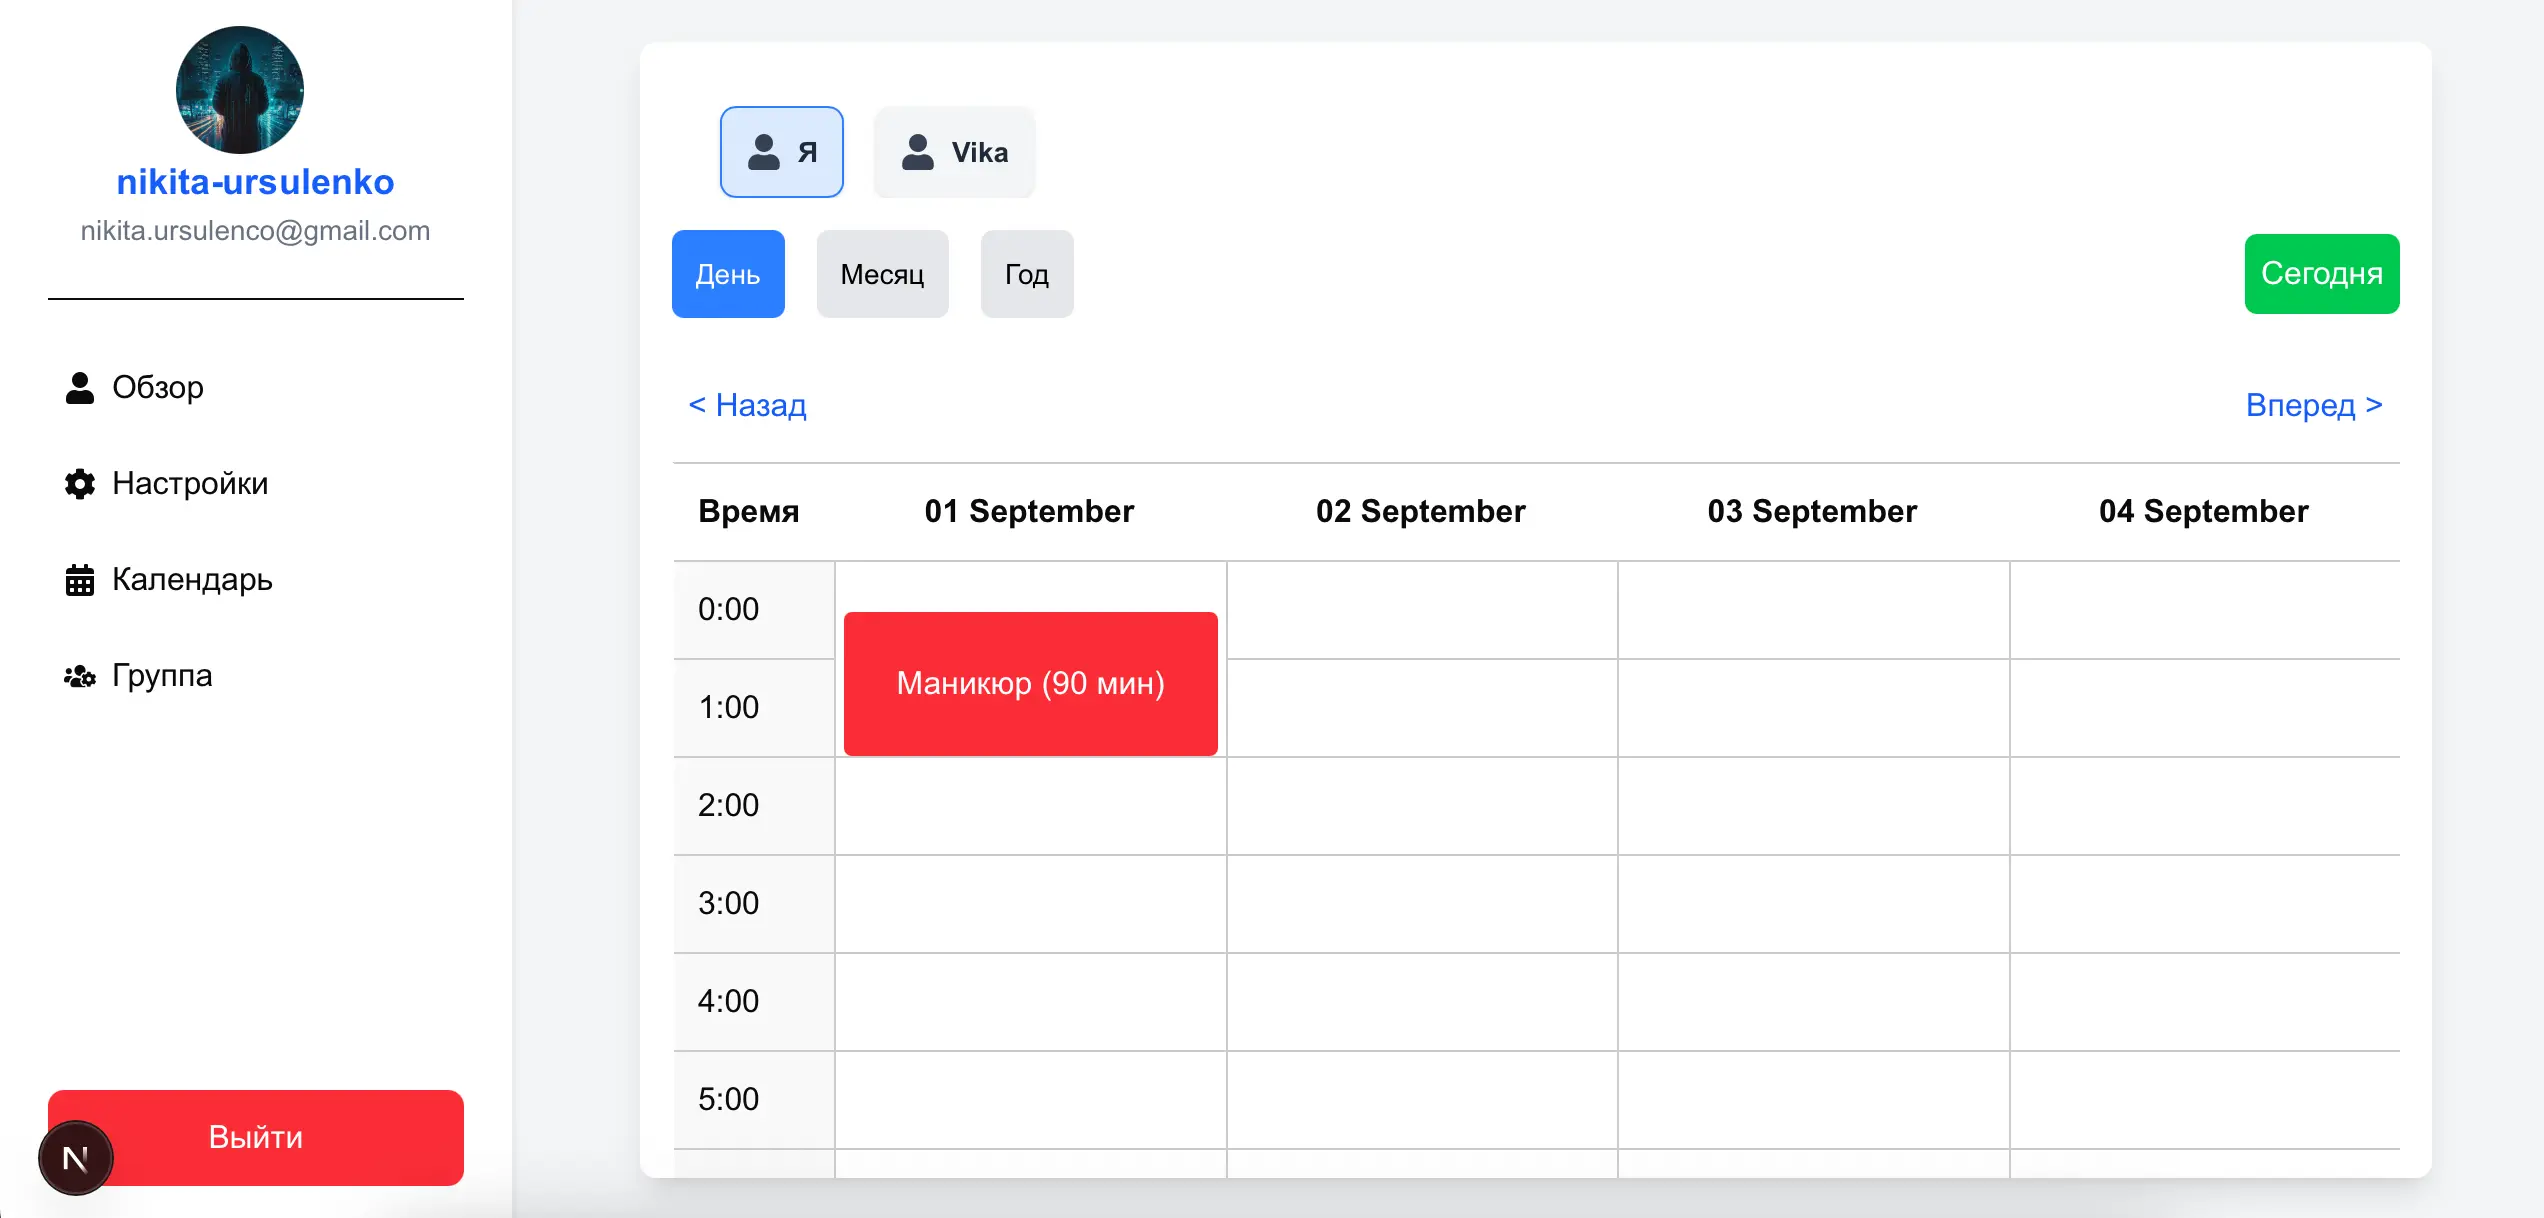 nikita-ursulenko
nikita.ursulenco@gmail.com
Обзор
Настройки
Календарь
Группа
Выйти
N
Я
Vika
День
Месяц
Год
Сегодня
< Назад
Вперед >
Время
01 September
02 September
03 September
04 September
0:00
Маникюр (90 мин)
1:00
2:00
3:00
4:00
5:00